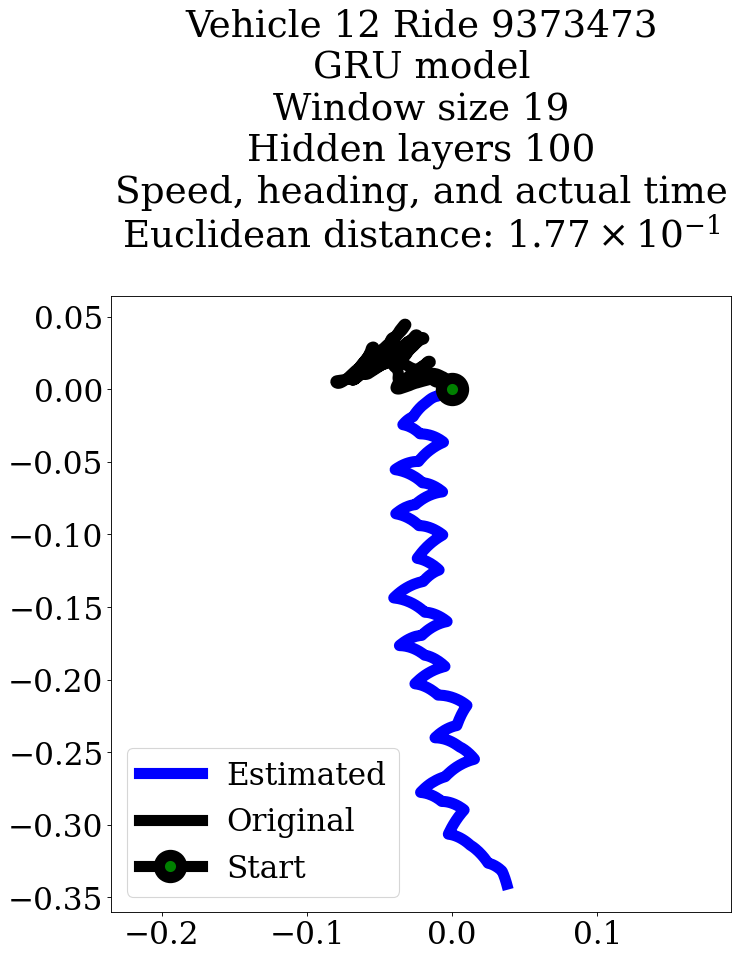 Vehicle 12 Ride 9373473
GRU model
Window size 19
Hidden layers 100
Speed, heading, and actual time
Euclidean distance: 1.77 × 10⁻¹
0.05
0.00
−0.05
−0.10
−0.15
−0.20
−0.25
−0.30
−0.35
Estimated
Original
Start
−0.2
−0.1
0.0
0.1